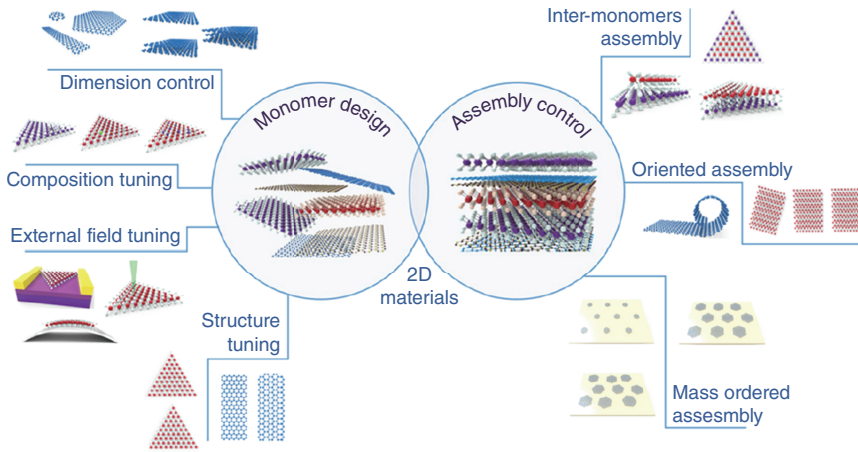 Dimension control
Composition tuning
External field tuning
Structure
tuning
Monomer design
Assembly control
2D
materials
Inter-monomers
assembly
Oriented assembly
Mass ordered
assesmbly